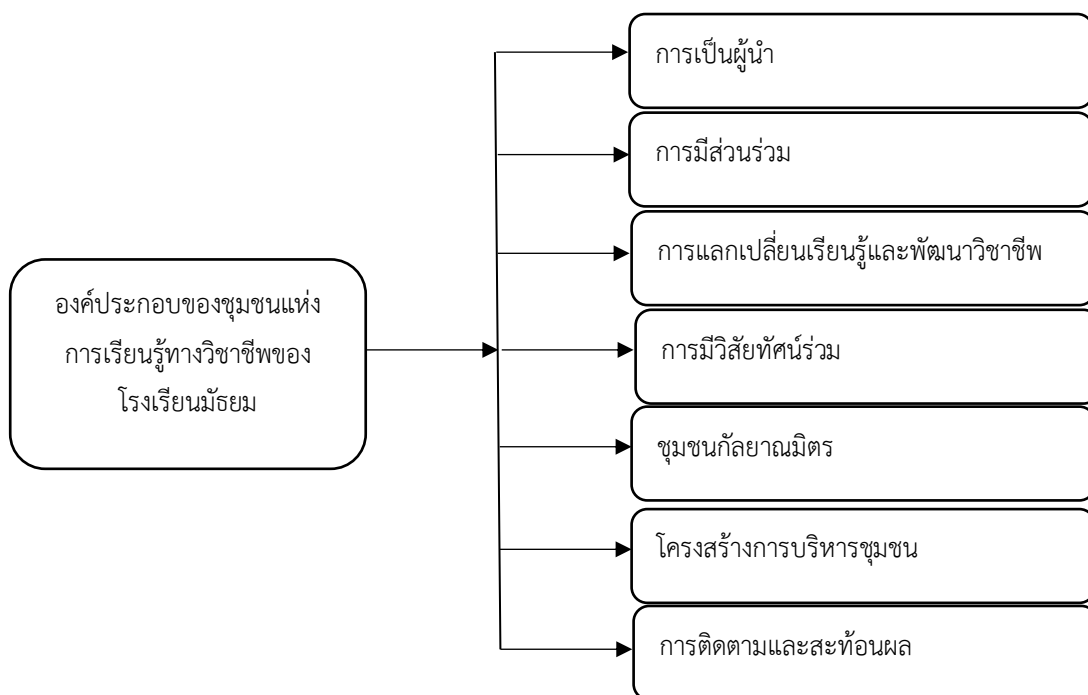 การเป็นผู้นำ
การมีส่วนร่วม
การแลกเปลี่ยนเรียนรู้และพัฒนาวิชาชีพ
องค์ประกอบของชุมชนแห่ง
การเรียนรู้ทางวิชาชีพของ
โรงเรียนมัธยม
การมีวิสัยทัศน์ร่วม
ชุมชนกัลยาณมิตร
โครงสร้างการบริหารชุมชน
การติดตามและสะท้อนผล